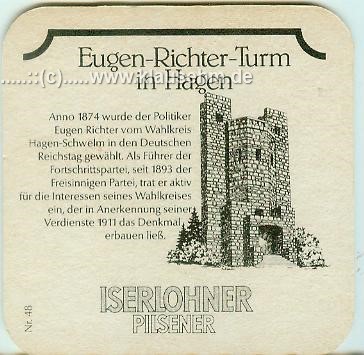 Eugen-Richter-Turm
in Hagen
Anno 1874 wurde der Politiker
Eugen Richter vom Wahlkreis
Hagen-Schwelm in den Deutschen
Reichstag gewählt. Als Führer der
Fortschrittspartei, seit 1893 der
Freisinnigen Partei, trat er aktiv
für die Interessen seines Wahlkreises
ein, der in Anerkennung seiner
Verdienste 1911 das Denkmal
erbauen ließ.
ISERLOHNER
PILSENER
Nr. 48